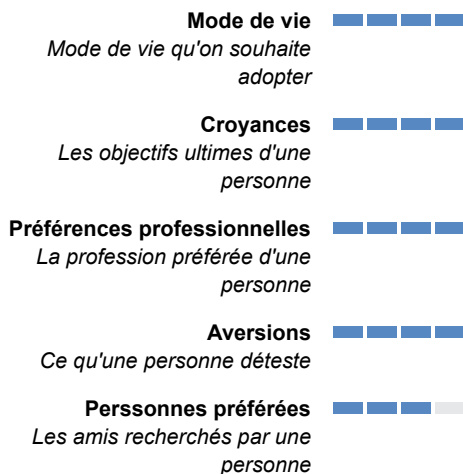 Mode de vie
Mode de vie qu'on souhaite
adopter
Croyances
Les objectifs ultimes d'une
personne
Préférences professionnelles
La profession préférée d'une
personne
Aversions
Ce qu'une personne déteste
Perssonnes préférées
Les amis recherchés par une
personne